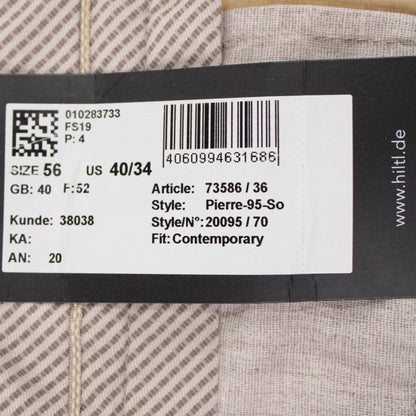 010283733
FS19
P: 4
4060994631686
SIZE 56 US 40/34
GB: 40 F:52
Article: 73586 / 36
Style: Pierre-95-So
Kunde: 38038
Style/N°: 20095 / 70
KA:
Fit: Contemporary
AN: 20
www.hiltl.de